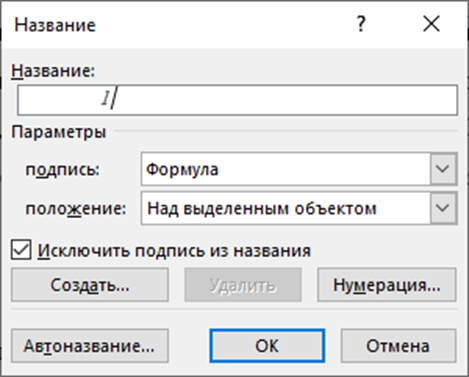 Название
?
Название:
1
Параметры
подпись: Формула
положение: Над выделенным объектом
Исключить подпись из названия
Создать... Удалить Нумерация...
Автоназвание... ОК Отмена